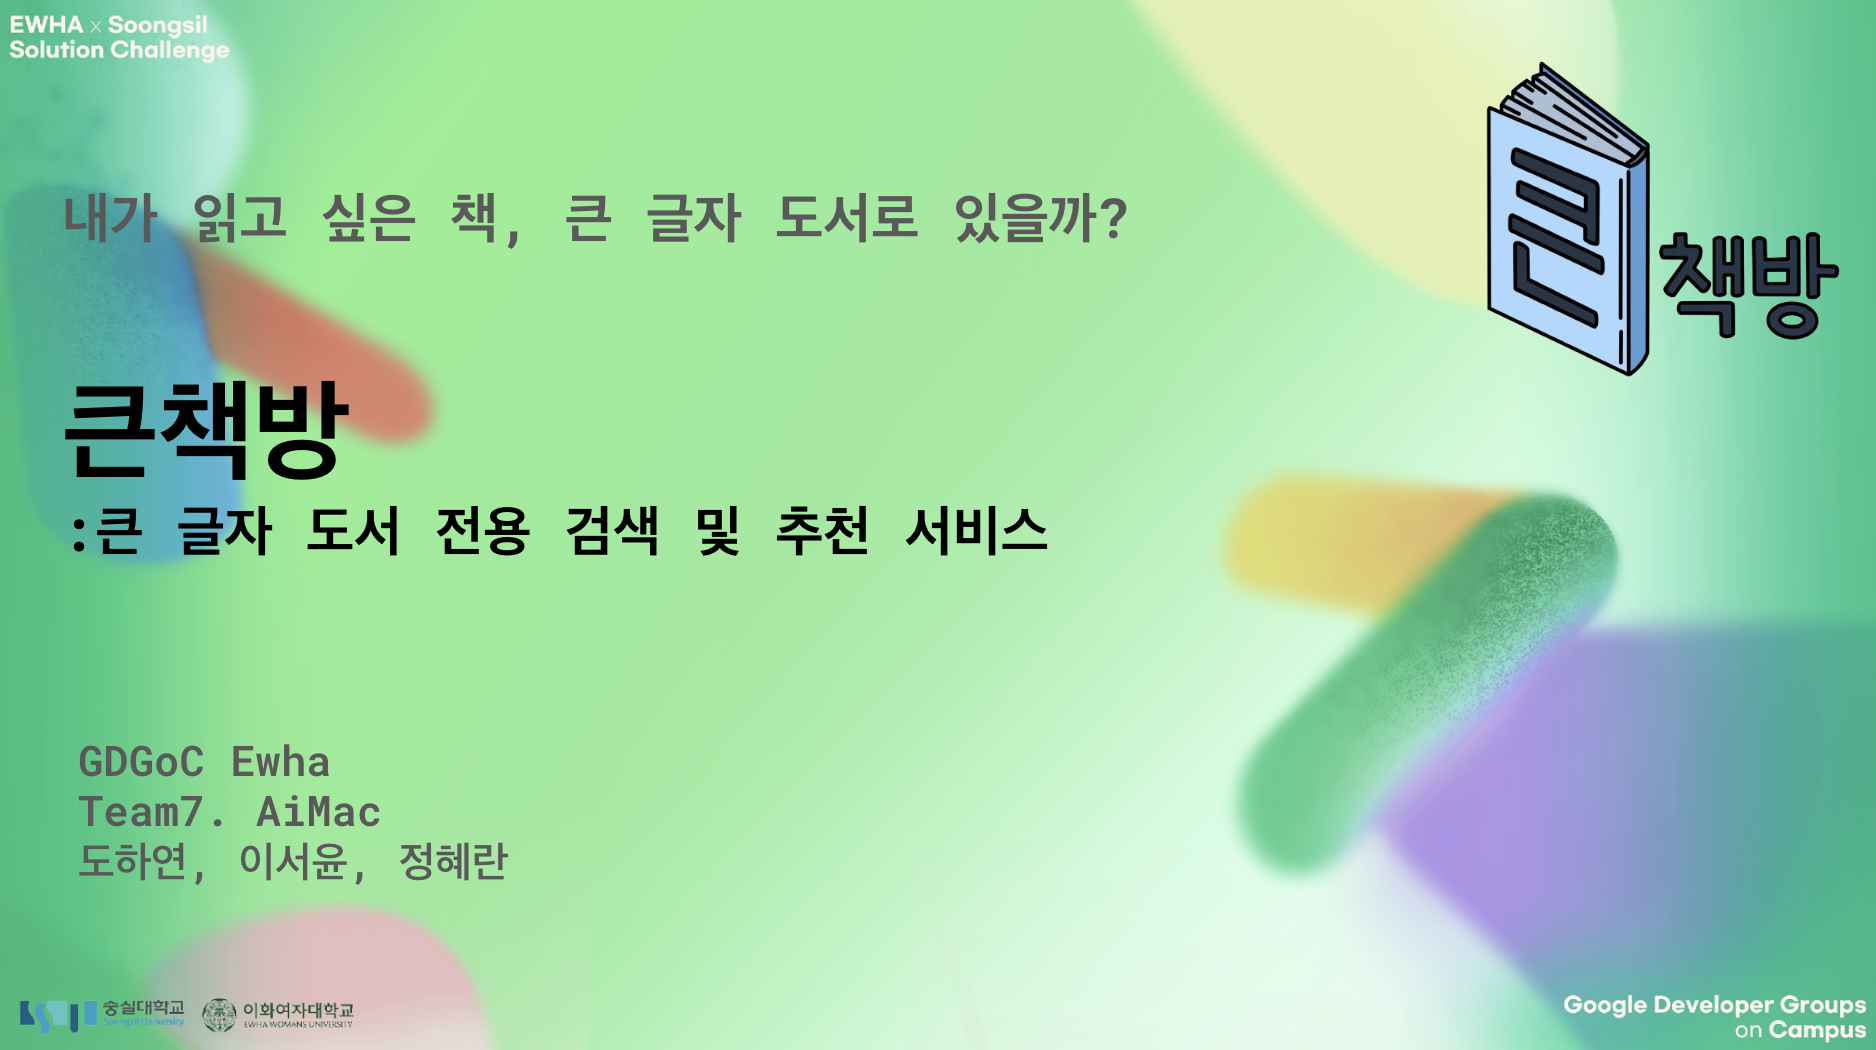 EWHA x Soongsil
Solution Challenge
내가 읽고 싶은 책, 큰 글자 도서로 있을까?
큰
책방
큰책방
:큰 글자 도서 전용 검색 및 추천 서비스
GDGoC Ewha
Team7. AiMac
도하연, 이서윤, 정혜란
숭실대학교
Soongsil University
이화여자대학교
EWHA WOMANS UNIVERSITY
Google Developer Groups
on Campus